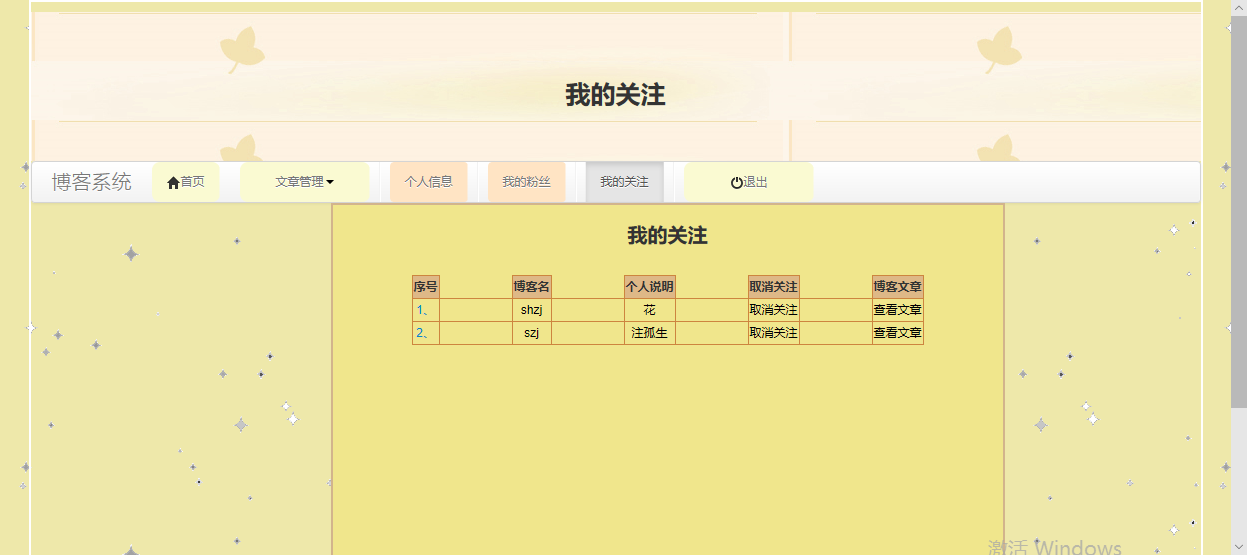 我的关注
博客系统 首页 文章管理 个人信息 我的粉丝 我的关注 退出
我的关注
序号 博客名 个人说明 取消关注 博客文章
1、 shzj 花 取消关注 查看文章
2、 szj 注孤生 取消关注 查看文章
激活 Windows